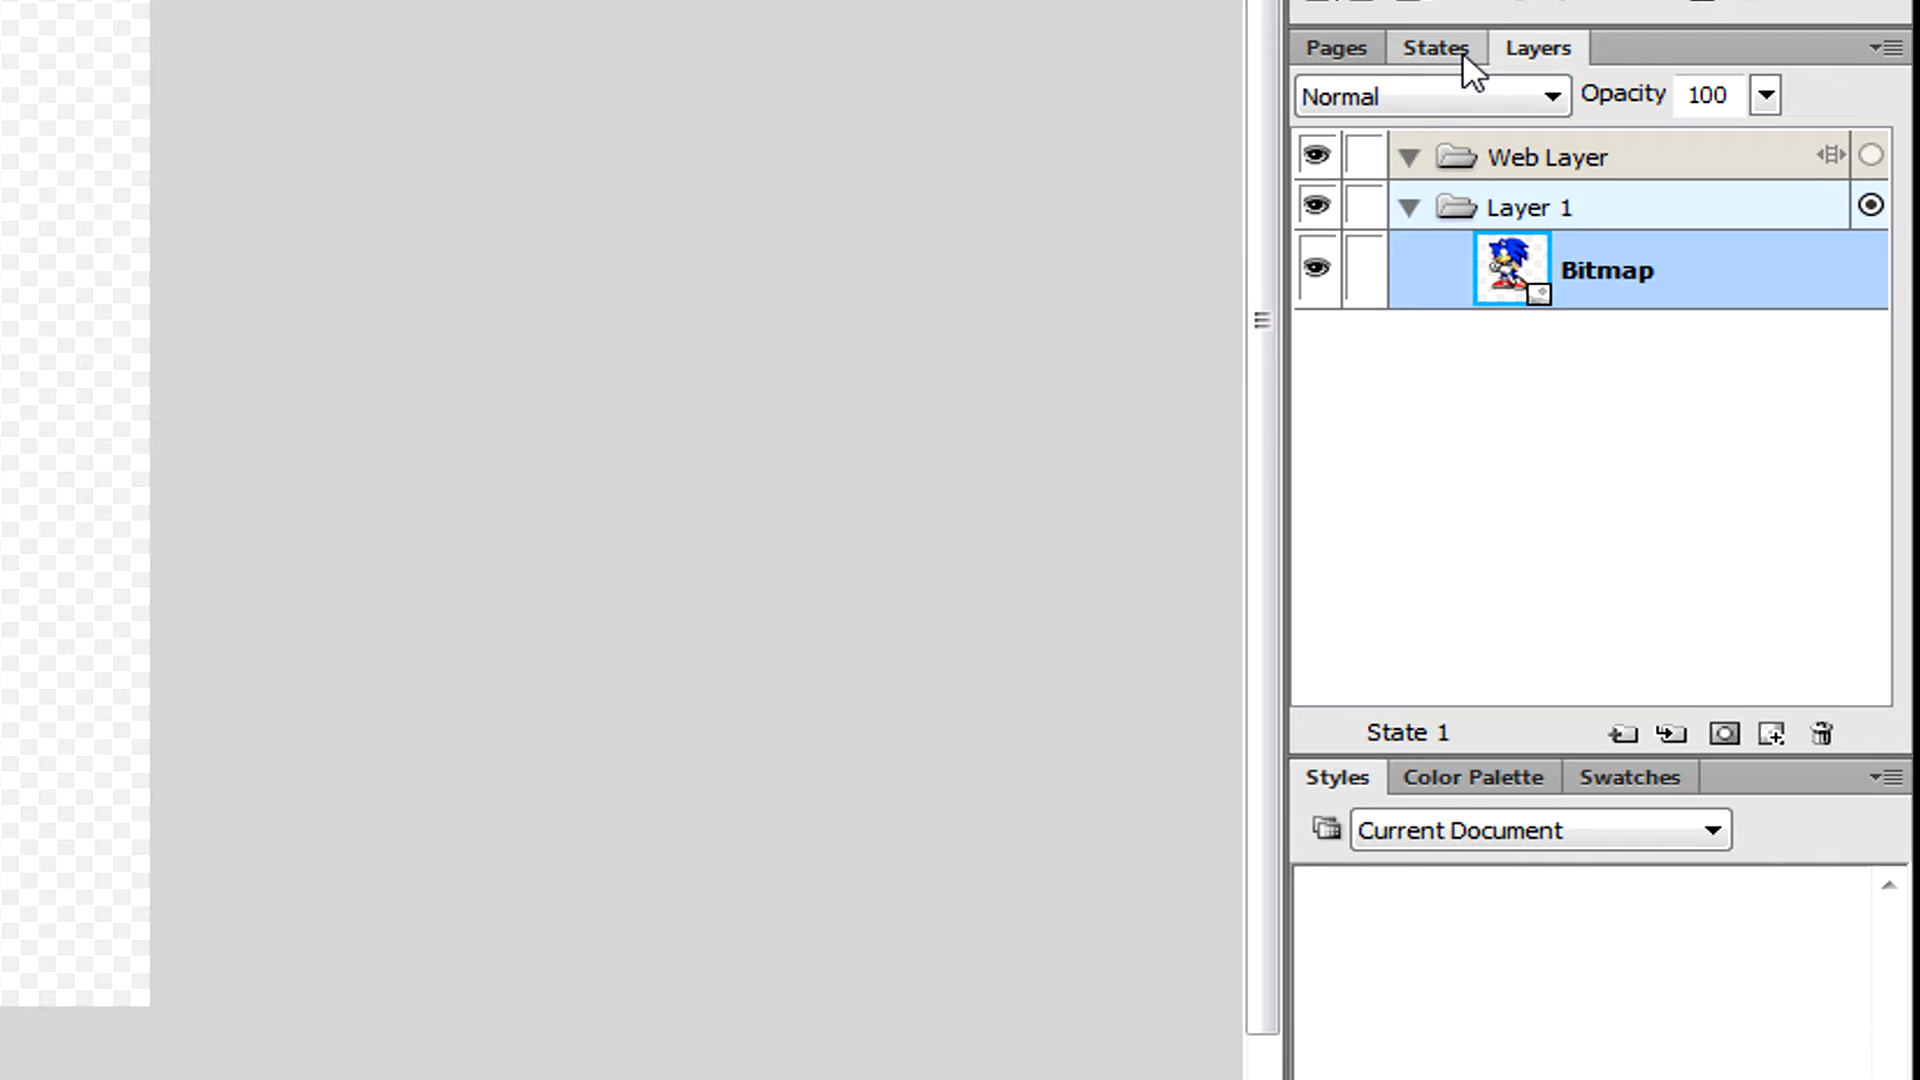 Pages States Layers
Normal Opacity 100
Web Layer
Layer 1
Bitmap
State 1
Styles Color Palette Swatches
Current Document